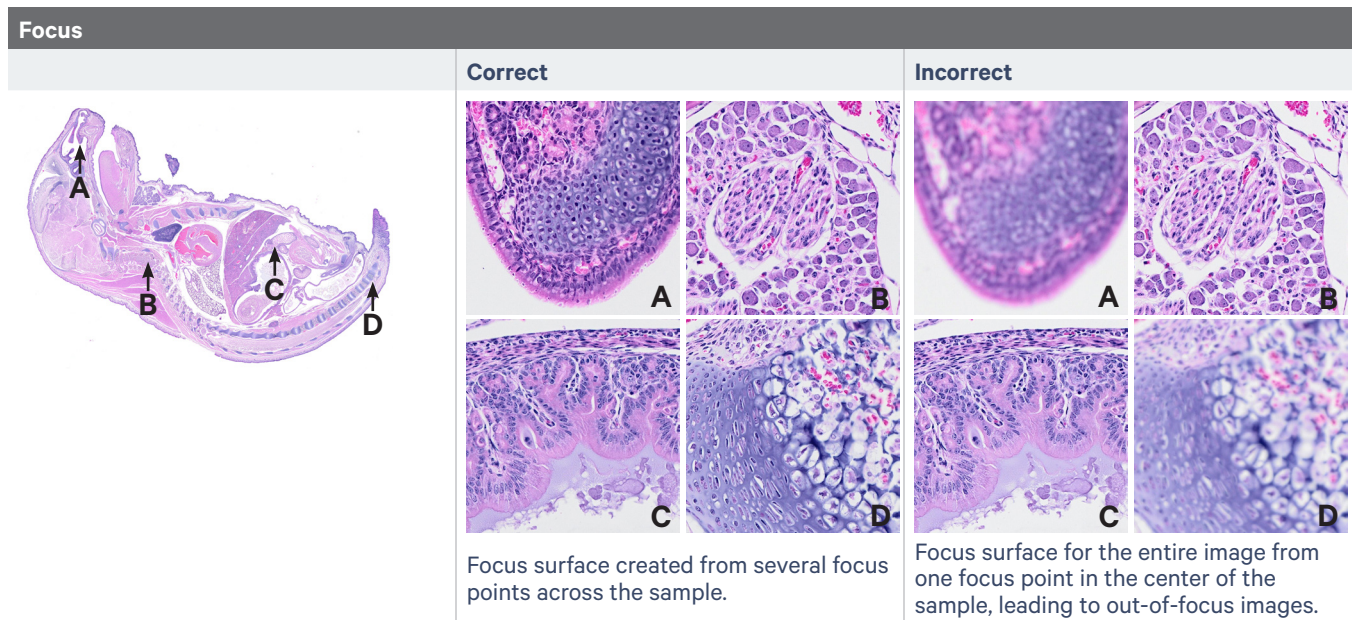 Focus
Correct
Incorrect
A
B
C
D
A
B
C
D
A
B
C
D
Focus surface created from several focus
points across the sample.
Focus surface for the entire image from
one focus point in the center of the
sample, leading to out-of-focus images.